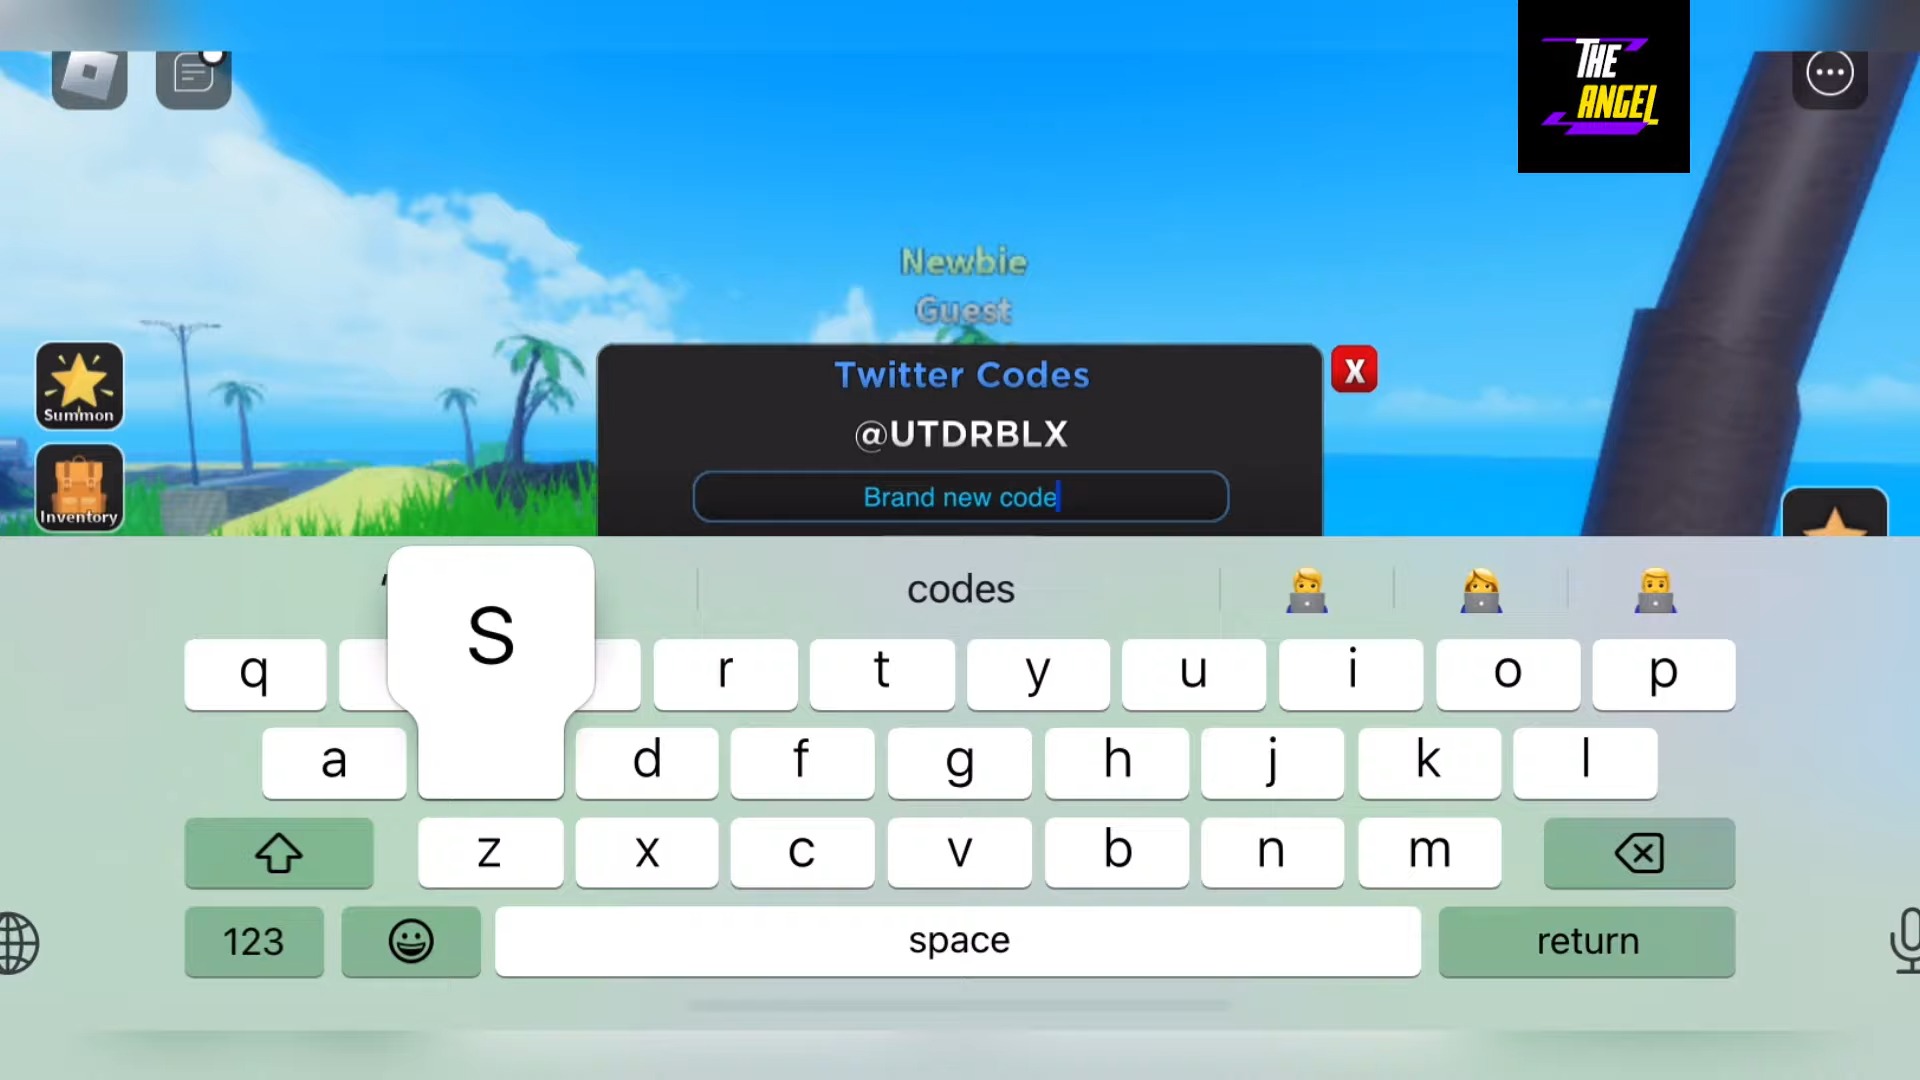 THE
ANGEL
Newbie
Guest
Summon
Inventory
Twitter Codes
X
@UTDRBLX
Brand new code
codes
S
q r t y u i o p
a d f g h j k l
z x c v b n m
123 space return